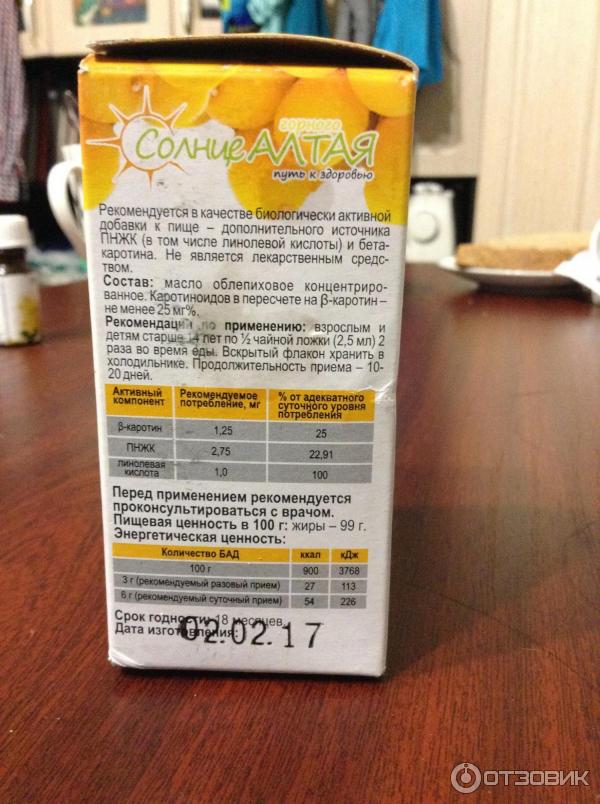 горного
Солнце АЛТАЯ
путь к здоровью
Рекомендуется в качестве биологически активной
добавки к пище – дополнительного источника
ПНЖК (в том числе линолевой кислоты) и бета-
каротина. Не является лекарственным средс-
твом.
Состав: масло облепиховое концентриро-
ванное. Каротиноидов в пересчете на β-каротин –
не менее 25 мг%.
Рекомендации по применению: взрослым и
детям старше 14 лет по ½ чайной ложки (2,5 мл) 2
раза во время еды. Вскрытый флакон хранить в
холодильнике. Продолжительность приема – 10-
20 дней.
Активный компонент Рекомендуемое потребление, мг % от адекватного суточного уровня потребления
β-каротин 1,25 25
ПНЖК 2,75 22,91
линолевая кислота 1,0 100
Перед применением рекомендуется
проконсультироваться с врачом.
Пищевая ценность в 100 г: жиры – 99 г.
Энергетическая ценность:
Количество БАД ккал кДж
100 г 900 3768
3 г (рекомендуемый разовый прием) 27 113
6 г (рекомендуемый суточный прием) 54 226
Срок годности: 18 месяцев.
Дата изготовления:
02.02.17
ОТЗОВИК